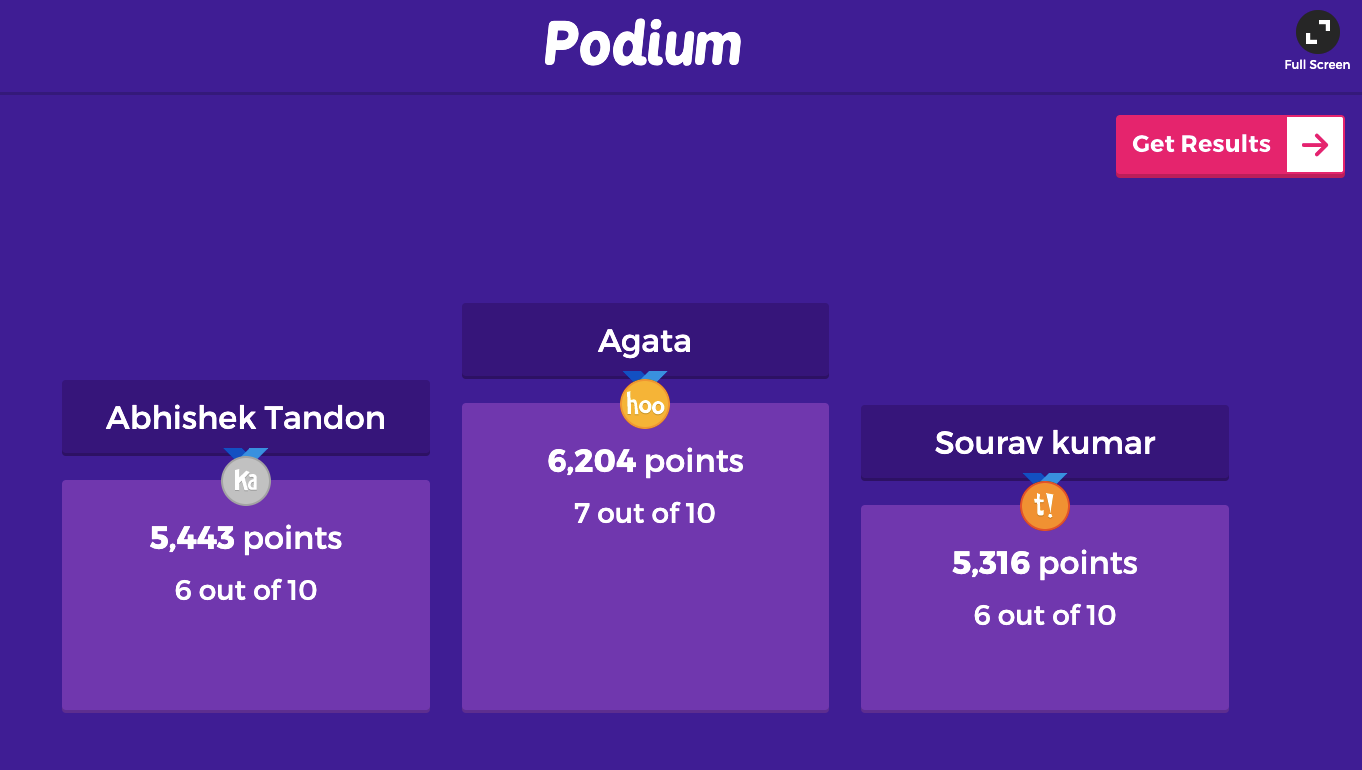 Podium
Full Screen
Get Results
Agata
hoo
6,204 points
7 out of 10
Abhishek Tandon
Ka
5,443 points
6 out of 10
Sourav kumar
t!
5,316 points
6 out of 10